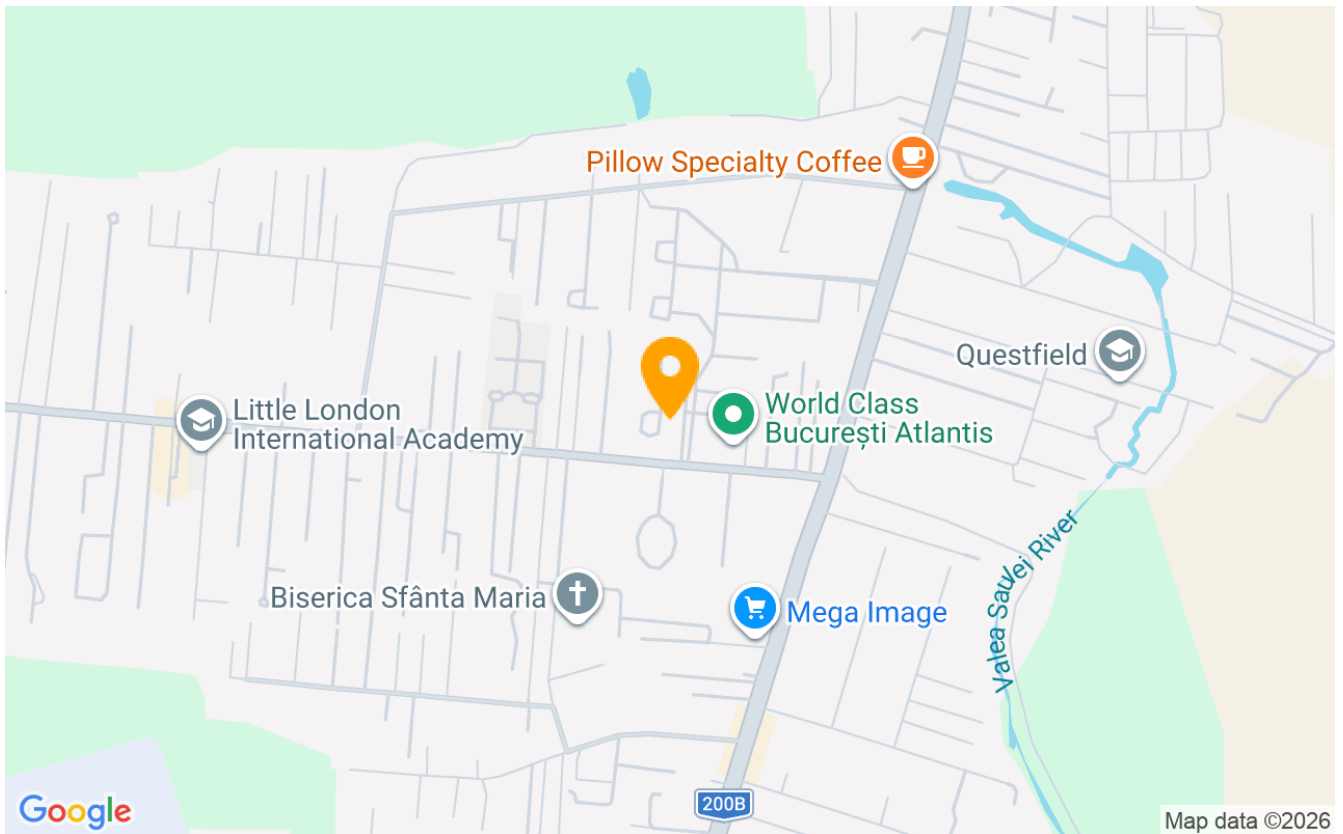 Pillow Specialty Coffee
Questfield
World Class
București Atlantis
Little London
International Academy
Valea Saulei River
Biserica Sfânta Maria
Mega Image
200B
Google
Map data ©2026